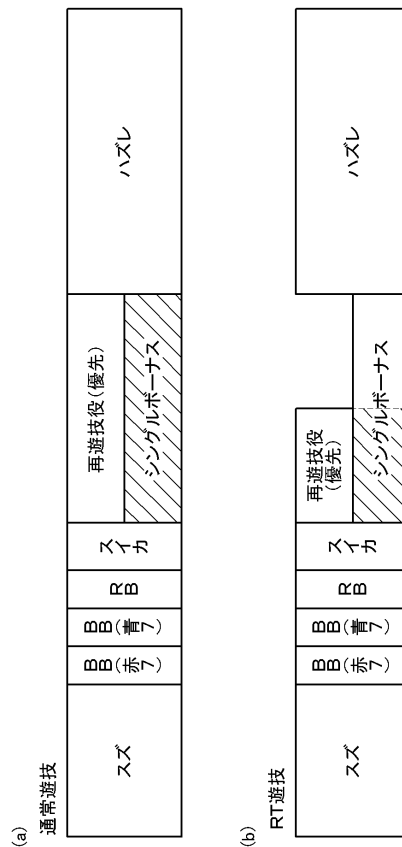 (a)
通常遊技
スズ
BB(赤7)
BB(青7)
RB
スイカ
再遊技役(優先)
シングルボーナス
ハズレ
(b)
RT遊技
スズ
BB(赤7)
BB(青7)
RB
スイカ
再遊技役
(優先)
シングルボーナス
ハズレ